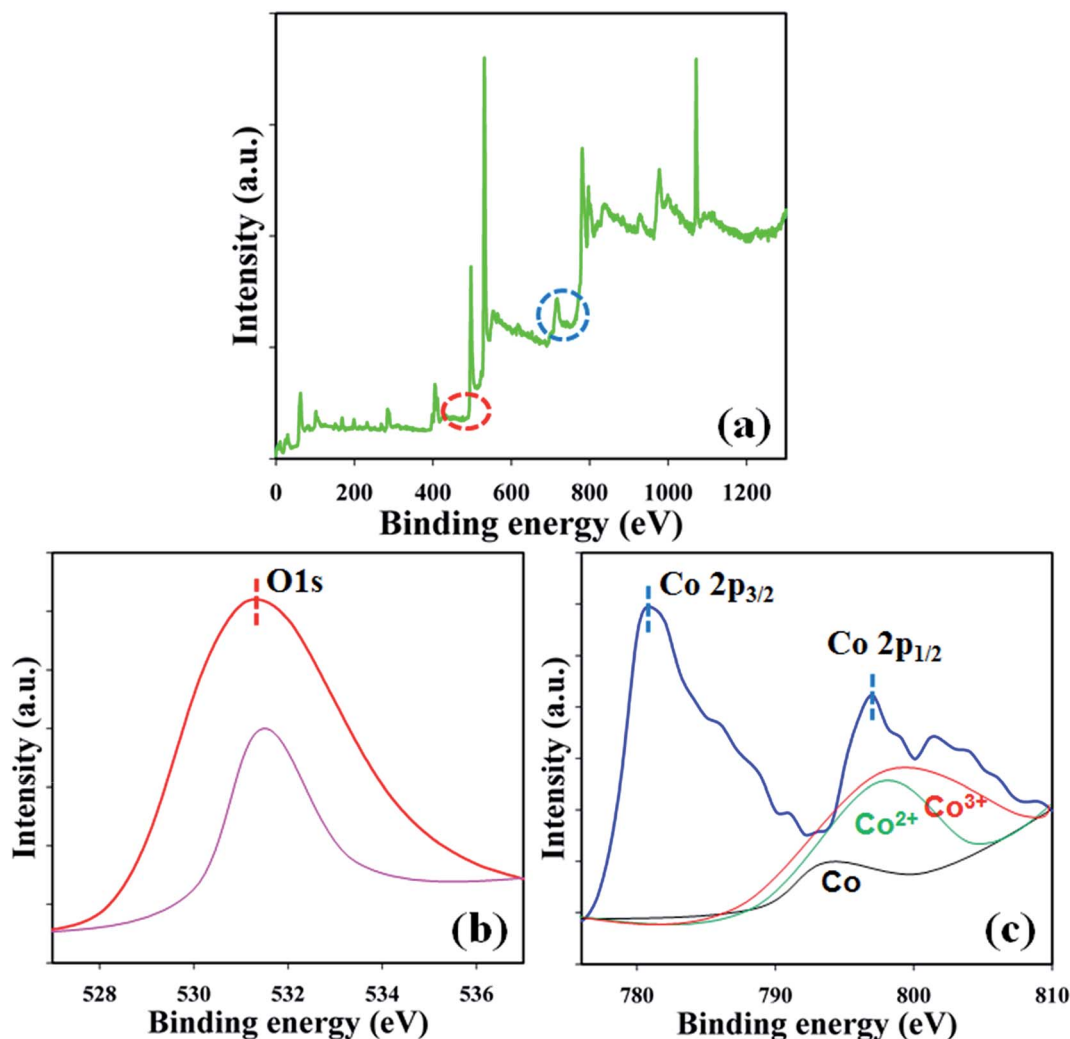 Intensity (a.u.)
(a)
0 200 400 600 800 1000 1200
Binding energy (eV)
O1s
Intensity (a.u.)
(b)
528 530 532 534 536
Binding energy (eV)
Co 2p3/2
Co 2p1/2
Intensity (a.u.)
Co3+
Co2+
Co
(c)
780 790 800 810
Binding energy (eV)